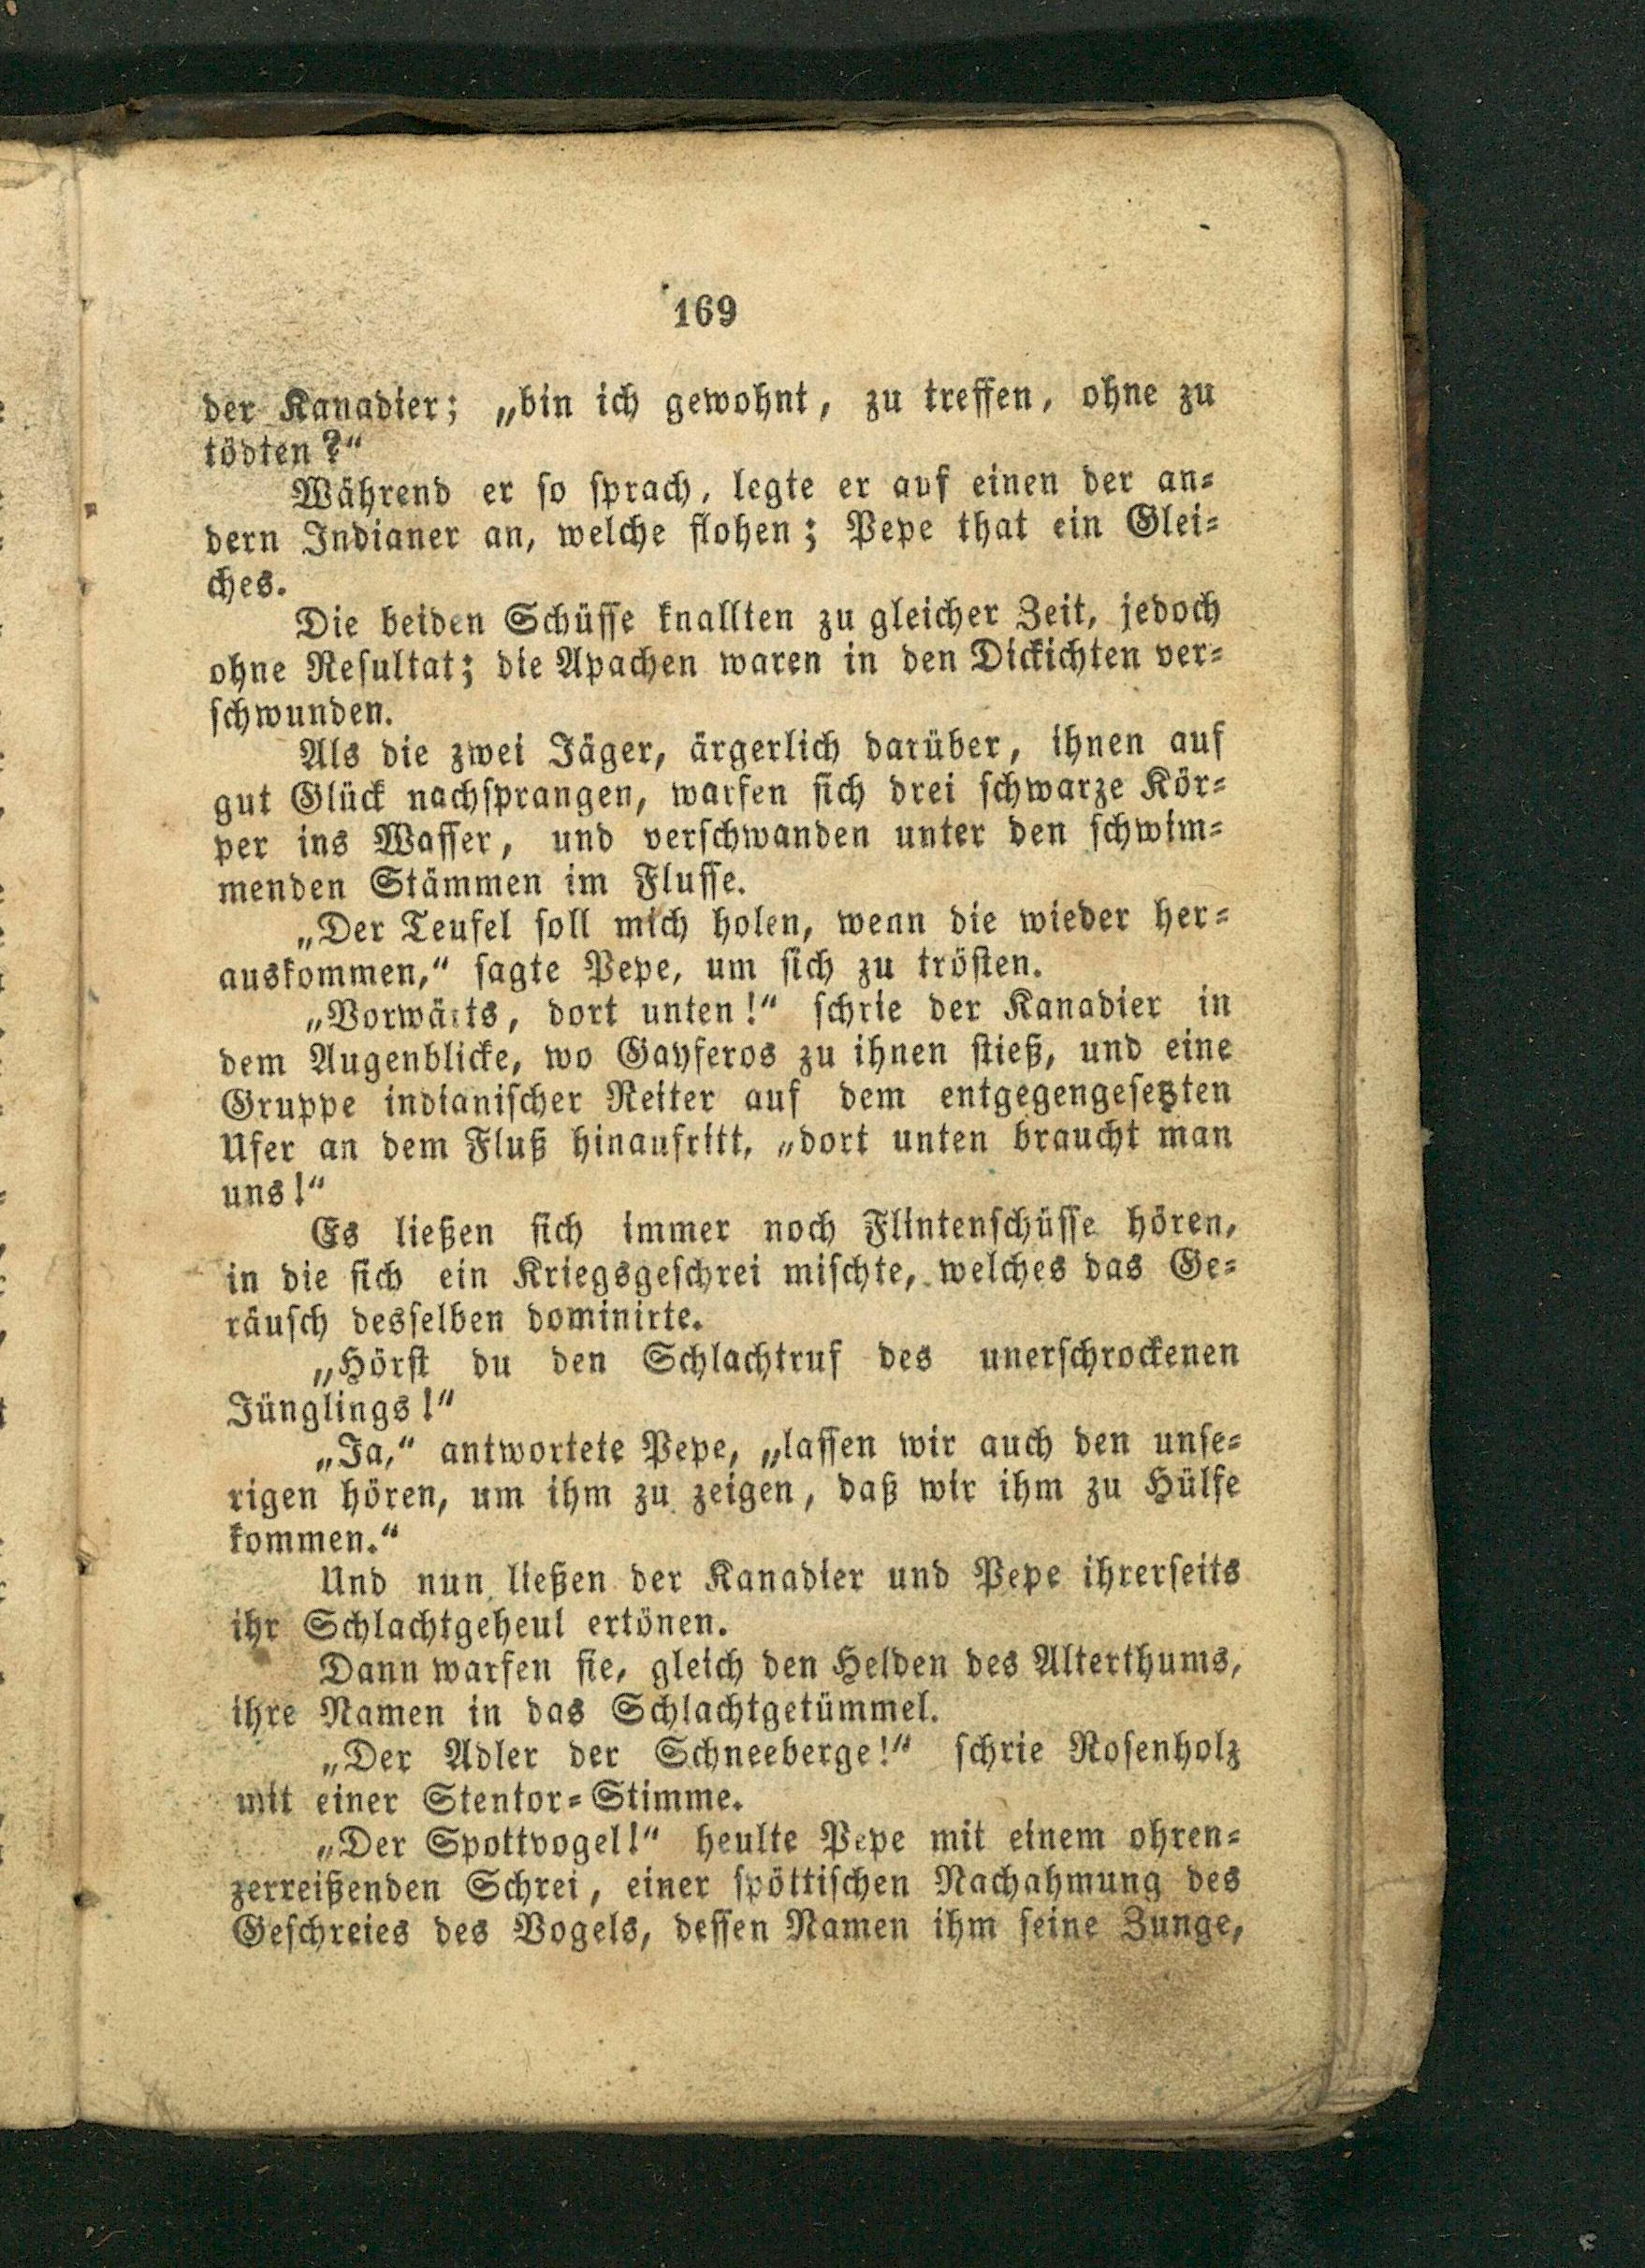 169
der Kanadier; „bin ich gewohnt, zu treffen, ohne zu
tödten?“
Während er so sprach, legte er auf einen der an⸗
dern Indianer an, welche flohen; Pepe that ein Glei⸗
ches.
Die beiden Schüsse knallten zu gleicher Zeit, jedoch
ohne Resultat; die Apachen waren in den Dickichten ver⸗
schwunden.
Als die zwei Jäger, ärgerlich darüber, ihnen auf
gut Glück nachsprangen, warfen sich drei schwarze Kör⸗
per ins Wasser, und verschwanden unter den schwim⸗
menden Stämmen im Flusse.
„Der Teufel soll mich holen, wenn die wieder her⸗
auskommen,“ sagte Pepe, um sich zu trösten.
„Vorwärts, dort unten!“ schrie der Kanadier in
dem Augenblicke, wo Gayferos zu ihnen stieß, und eine
Gruppe indianischer Reiter auf dem entgegengesetzten
Ufer an dem Fluß hinaufritt, „dort unten braucht man
uns!“
Es ließen sich immer noch Flintenschüsse hören,
in die sich ein Kriegsgeschrei mischte, welches das Ge⸗
räusch desselben dominirte.
„Hörst du den Schlachtruf des unerschrockenen
Jünglings!“
„Ja,“ antwortete Pepe, „lassen wir auch den unse⸗
rigen hören, um ihm zu zeigen, daß wir ihm zu Hülfe
kommen.“
Und nun ließen der Kanadier und Pepe ihrerseits
ihr Schlachtgeheul ertönen.
Dann warfen sie, gleich den Helden des Alterthums,
ihre Namen in das Schlachtgetümmel.
„Der Adler der Schneeberge!“ schrie Rosenholz
mit einer Stentor⸗Stimme.
„Der Spottvogel!“ heulte Pepe mit einem ohren⸗
zerreißenden Schrei, einer spöttischen Nachahmung des
Geschreies des Vogels, dessen Namen ihm seine Zunge,